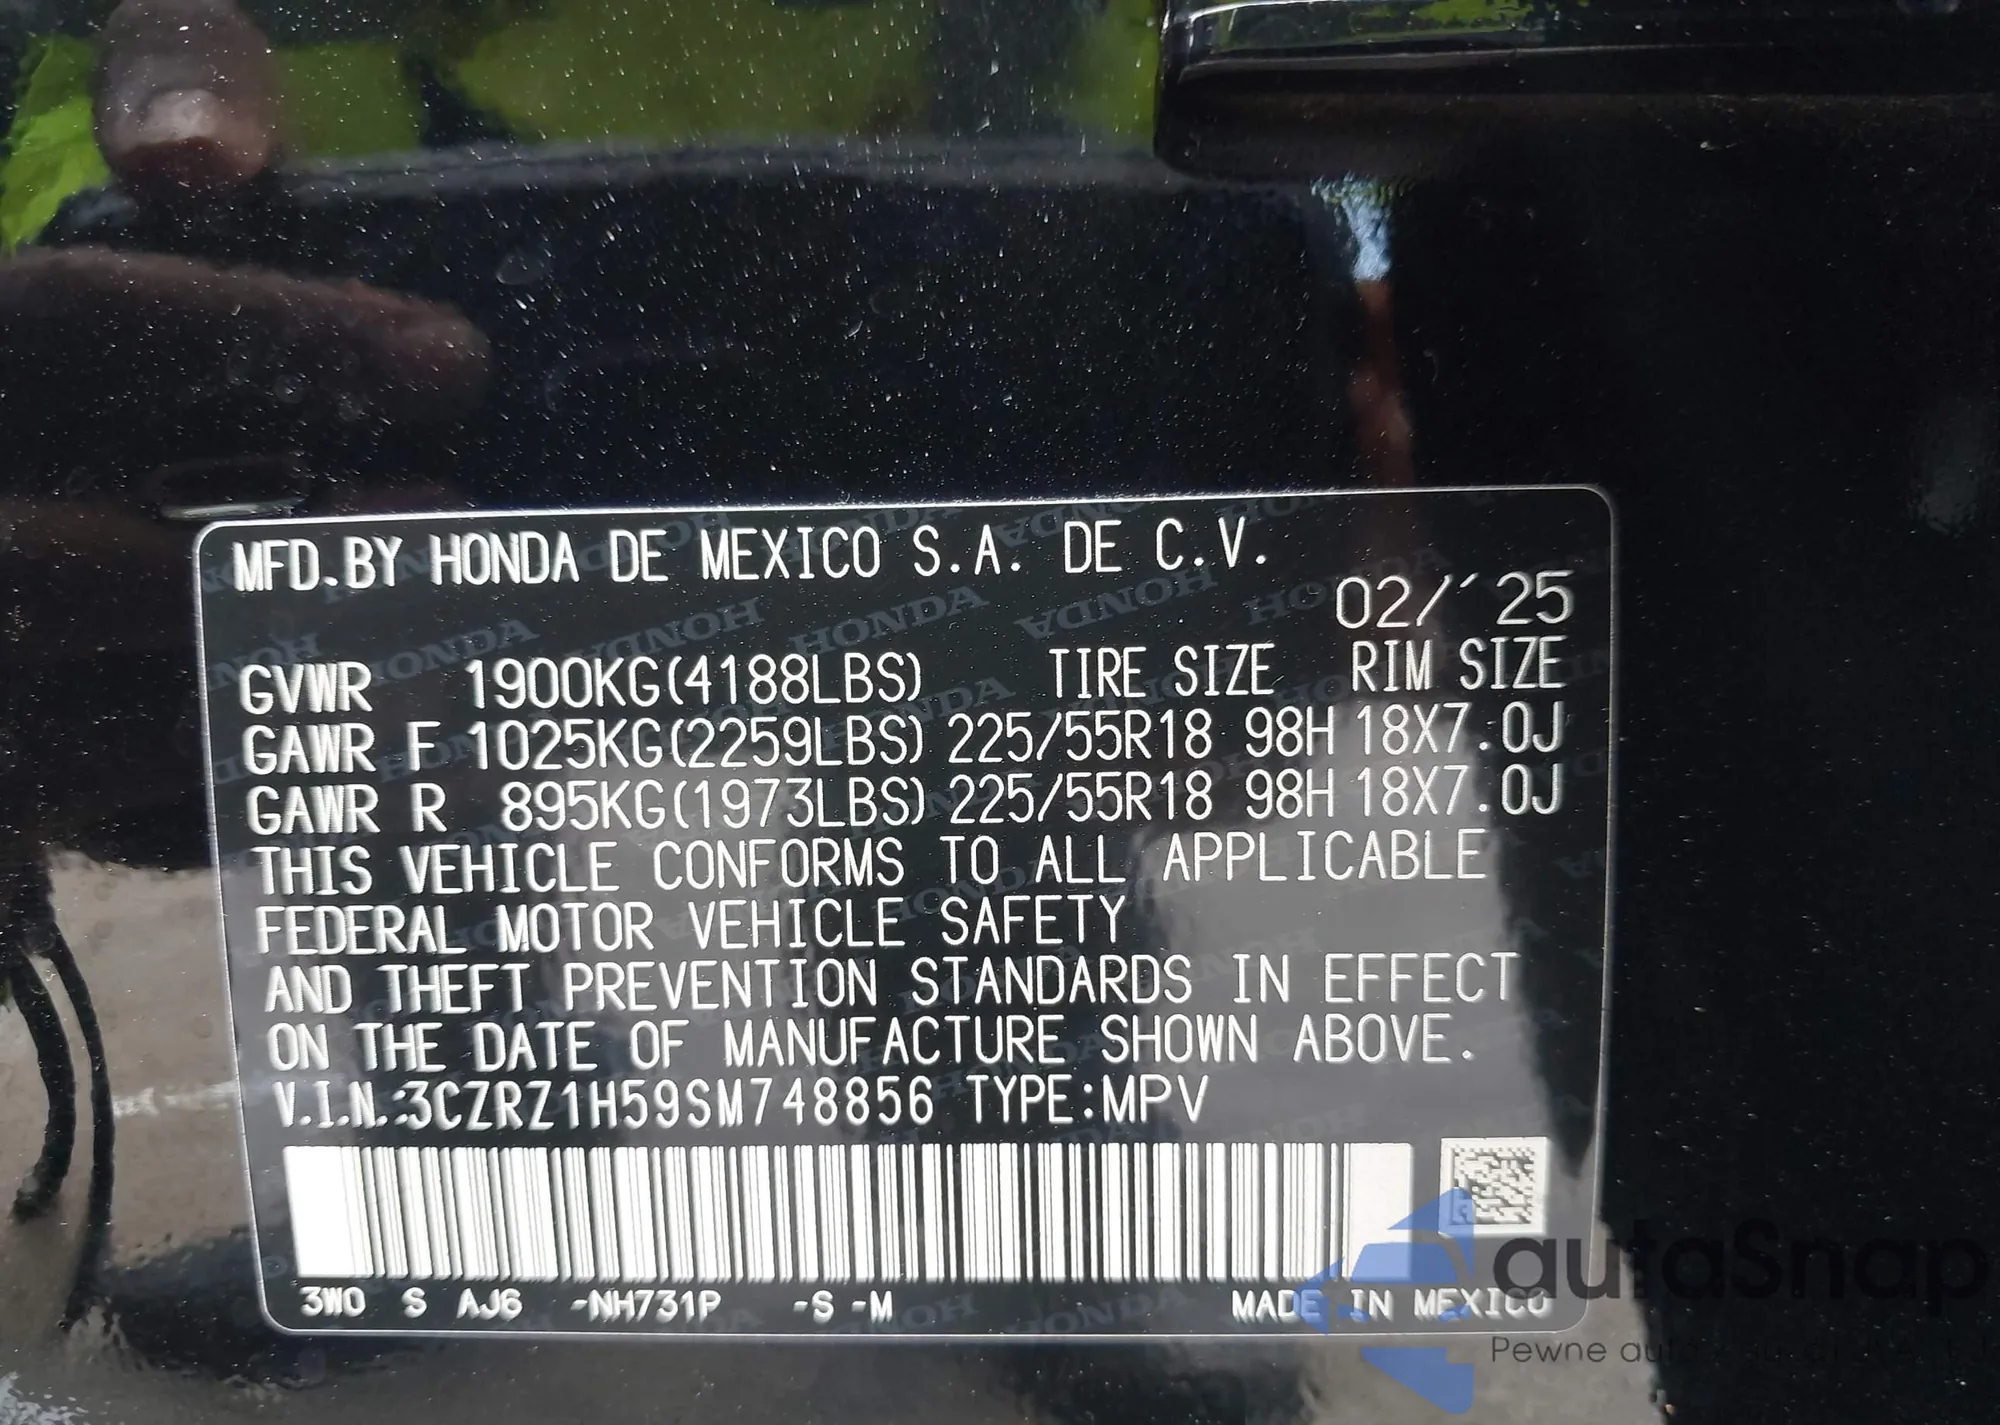 MFD.BY HONDA DE MEXICO S.A. DE C.V.
02/´25
GVWR 1900KG(4188LBS) TIRE SIZE RIM SIZE
GAWR F 1025KG(2259LBS) 225/55R18 98H 18X7.0J
GAWR R 895KG(1973LBS) 225/55R18 98H 18X7.0J
THIS VEHICLE CONFORMS TO ALL APPLICABLE
FEDERAL MOTOR VEHICLE SAFETY
AND THEFT PREVENTION STANDARDS IN EFFECT
ON THE DATE OF MANUFACTURE SHOWN ABOVE.
V.I.N.:3CZRZ1H59SM748856 TYPE:MPV
3W0 S AJ6 -NH731P -S -M MADE IN MEXICO
autaSnap
Pewne auta